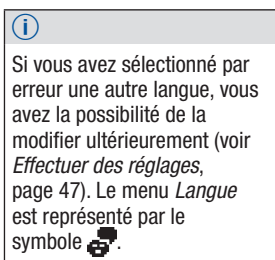 Si vous avez sélectionné par
erreur une autre langue, vous
avez la possibilité de la
modifier ultérieurement (voir
Effectuer des réglages,
page 47). Le menu Langue
est représenté par le
symbole .